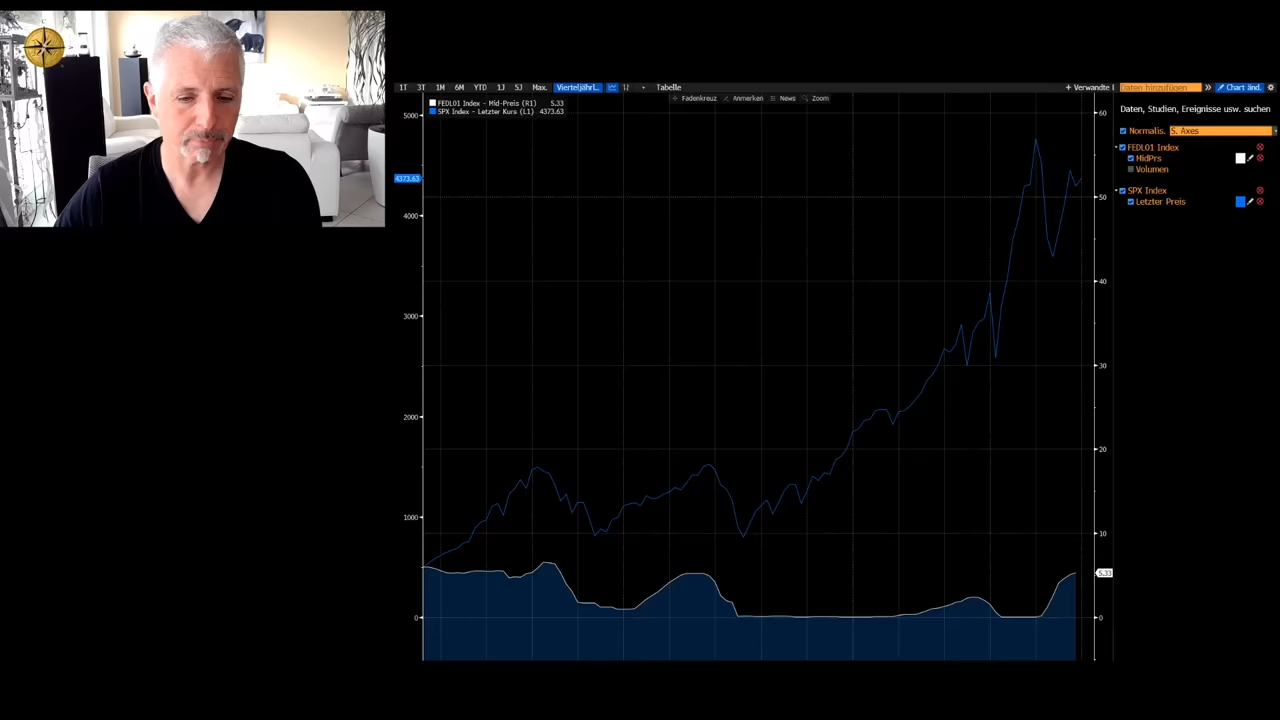 1T 3T 1M 6M YTD 1J 5J Max. Vierteljährl.. Tabelle + Verwandte Daten hinzufügen » Chart änd.
FEDL01 Index - Mid-Preis (R1) 5.33
SPX Index - Letzter Kurs (L1) 4373.63
Fadenkreuz Anmerken News Zoom
Daten, Studien, Ereignisse usw. suchen
Normalis. S. Axes
FEDL01 Index
MidPrs
Volumen
SPX Index
Letzter Preis
5000
4373.63
4000
3000
2000
1000
0
60
50
40
30
20
10
5.33
0